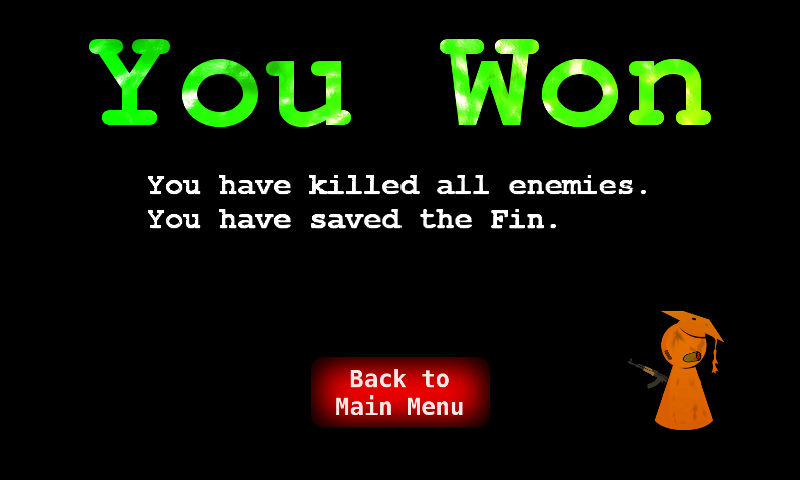 You Won
You have killed all enemies.
You have saved the Fin.
Back to
Main Menu